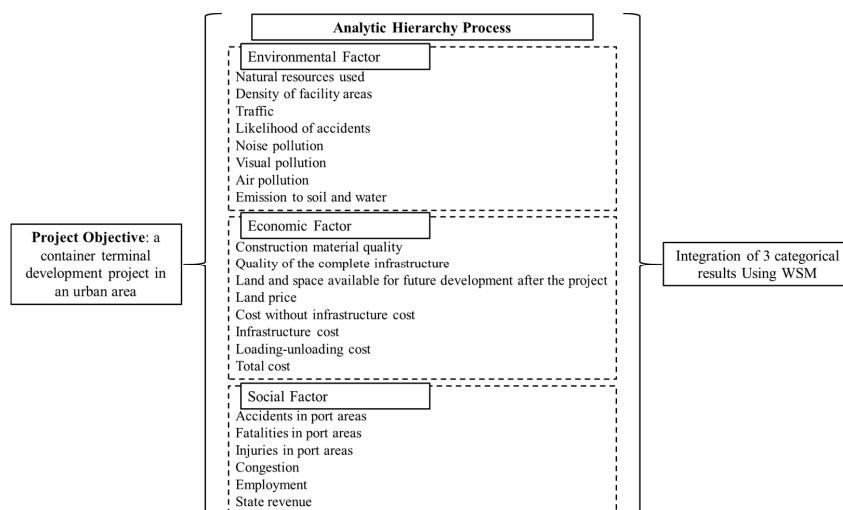 Analytic Hierarchy Process
Environmental Factor
Natural resources used
Density of facility areas
Traffic
Likelihood of accidents
Noise pollution
Visual pollution
Air pollution
Emission to soil and water
Project Objective: a
container terminal
development project in
an urban area
Economic Factor
Construction material quality
Quality of the complete infrastructure
Land and space available for future development after the project
Land price
Cost without infrastructure cost
Infrastructure cost
Loading-unloading cost
Total cost
Integration of 3 categorical
results Using WSM
Social Factor
Accidents in port areas
Fatalities in port areas
Injuries in port areas
Congestion
Employment
State revenue